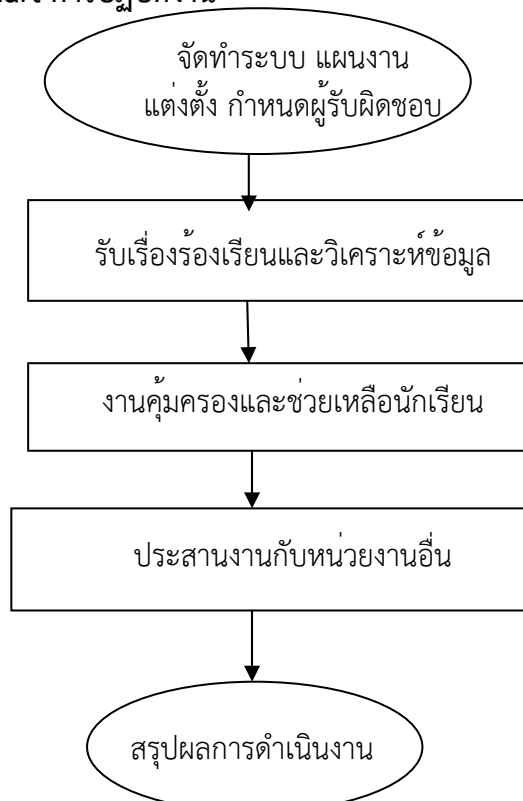 จัดทำระบบ แผนงาน
แต่งตั้ง กำหนดผู้รับผิดชอบ
รับเรื่องร้องเรียนและวิเคราะห์ข้อมูล
งานคุ้มครองและช่วยเหลือนักเรียน
ประสานงานกับหน่วยงานอื่น
สรุปผลการดำเนินงาน